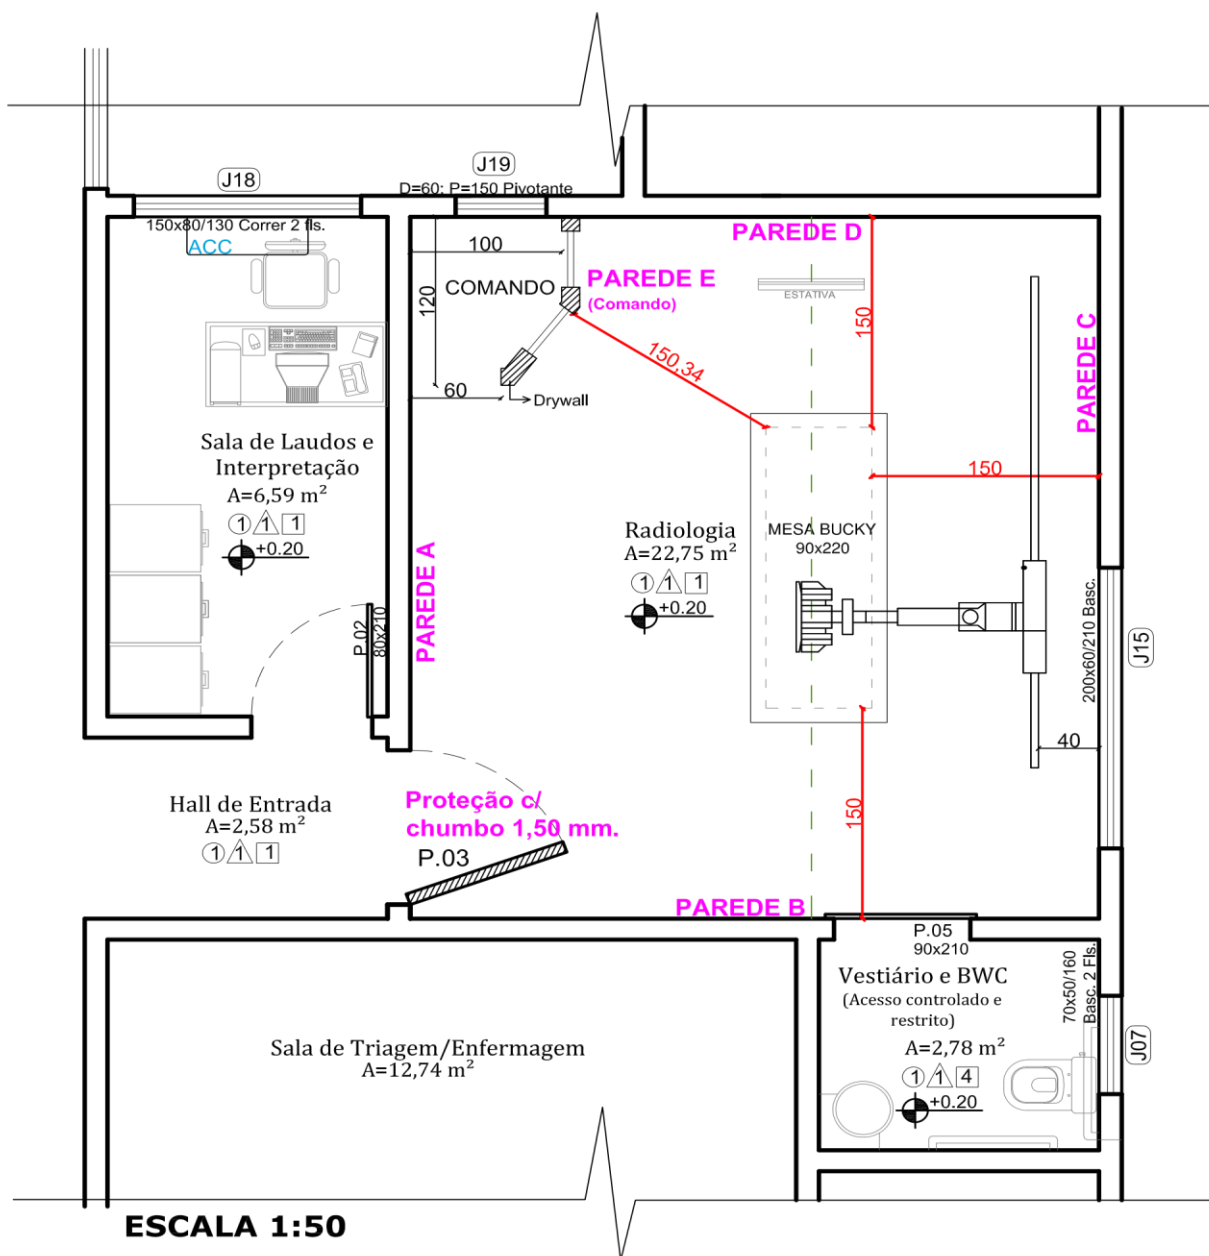 J18
J19
D=60; P=150 Pivotante
150x80/130 Correr 2 fls.
ACC
100
120
COMANDO
60
Drywall
PAREDE E
(Comando)
PAREDE D
ESTATIVA
150
150,34
PAREDE C
Sala de Laudos e
Interpretação
A=6,59 m²
1 1 1
+0.20
P.02
80x210
PAREDE A
Radiologia
A=22,75 m²
1 1 1
+0.20
MESA BUCKY
90x220
150
200x60/210 Basc.
J15
40
150
Hall de Entrada
A=2,58 m²
1 1 1
Proteção c/
chumbo 1,50 mm.
P.03
PAREDE B
P.05
90x210
Vestiário e BWC
(Acesso controlado e
restrito)
A=2,78 m²
1 1 4
+0.20
70x50/160
Basc. 2 Fls.
J07
Sala de Triagem/Enfermagem
A=12,74 m²
ESCALA 1:50